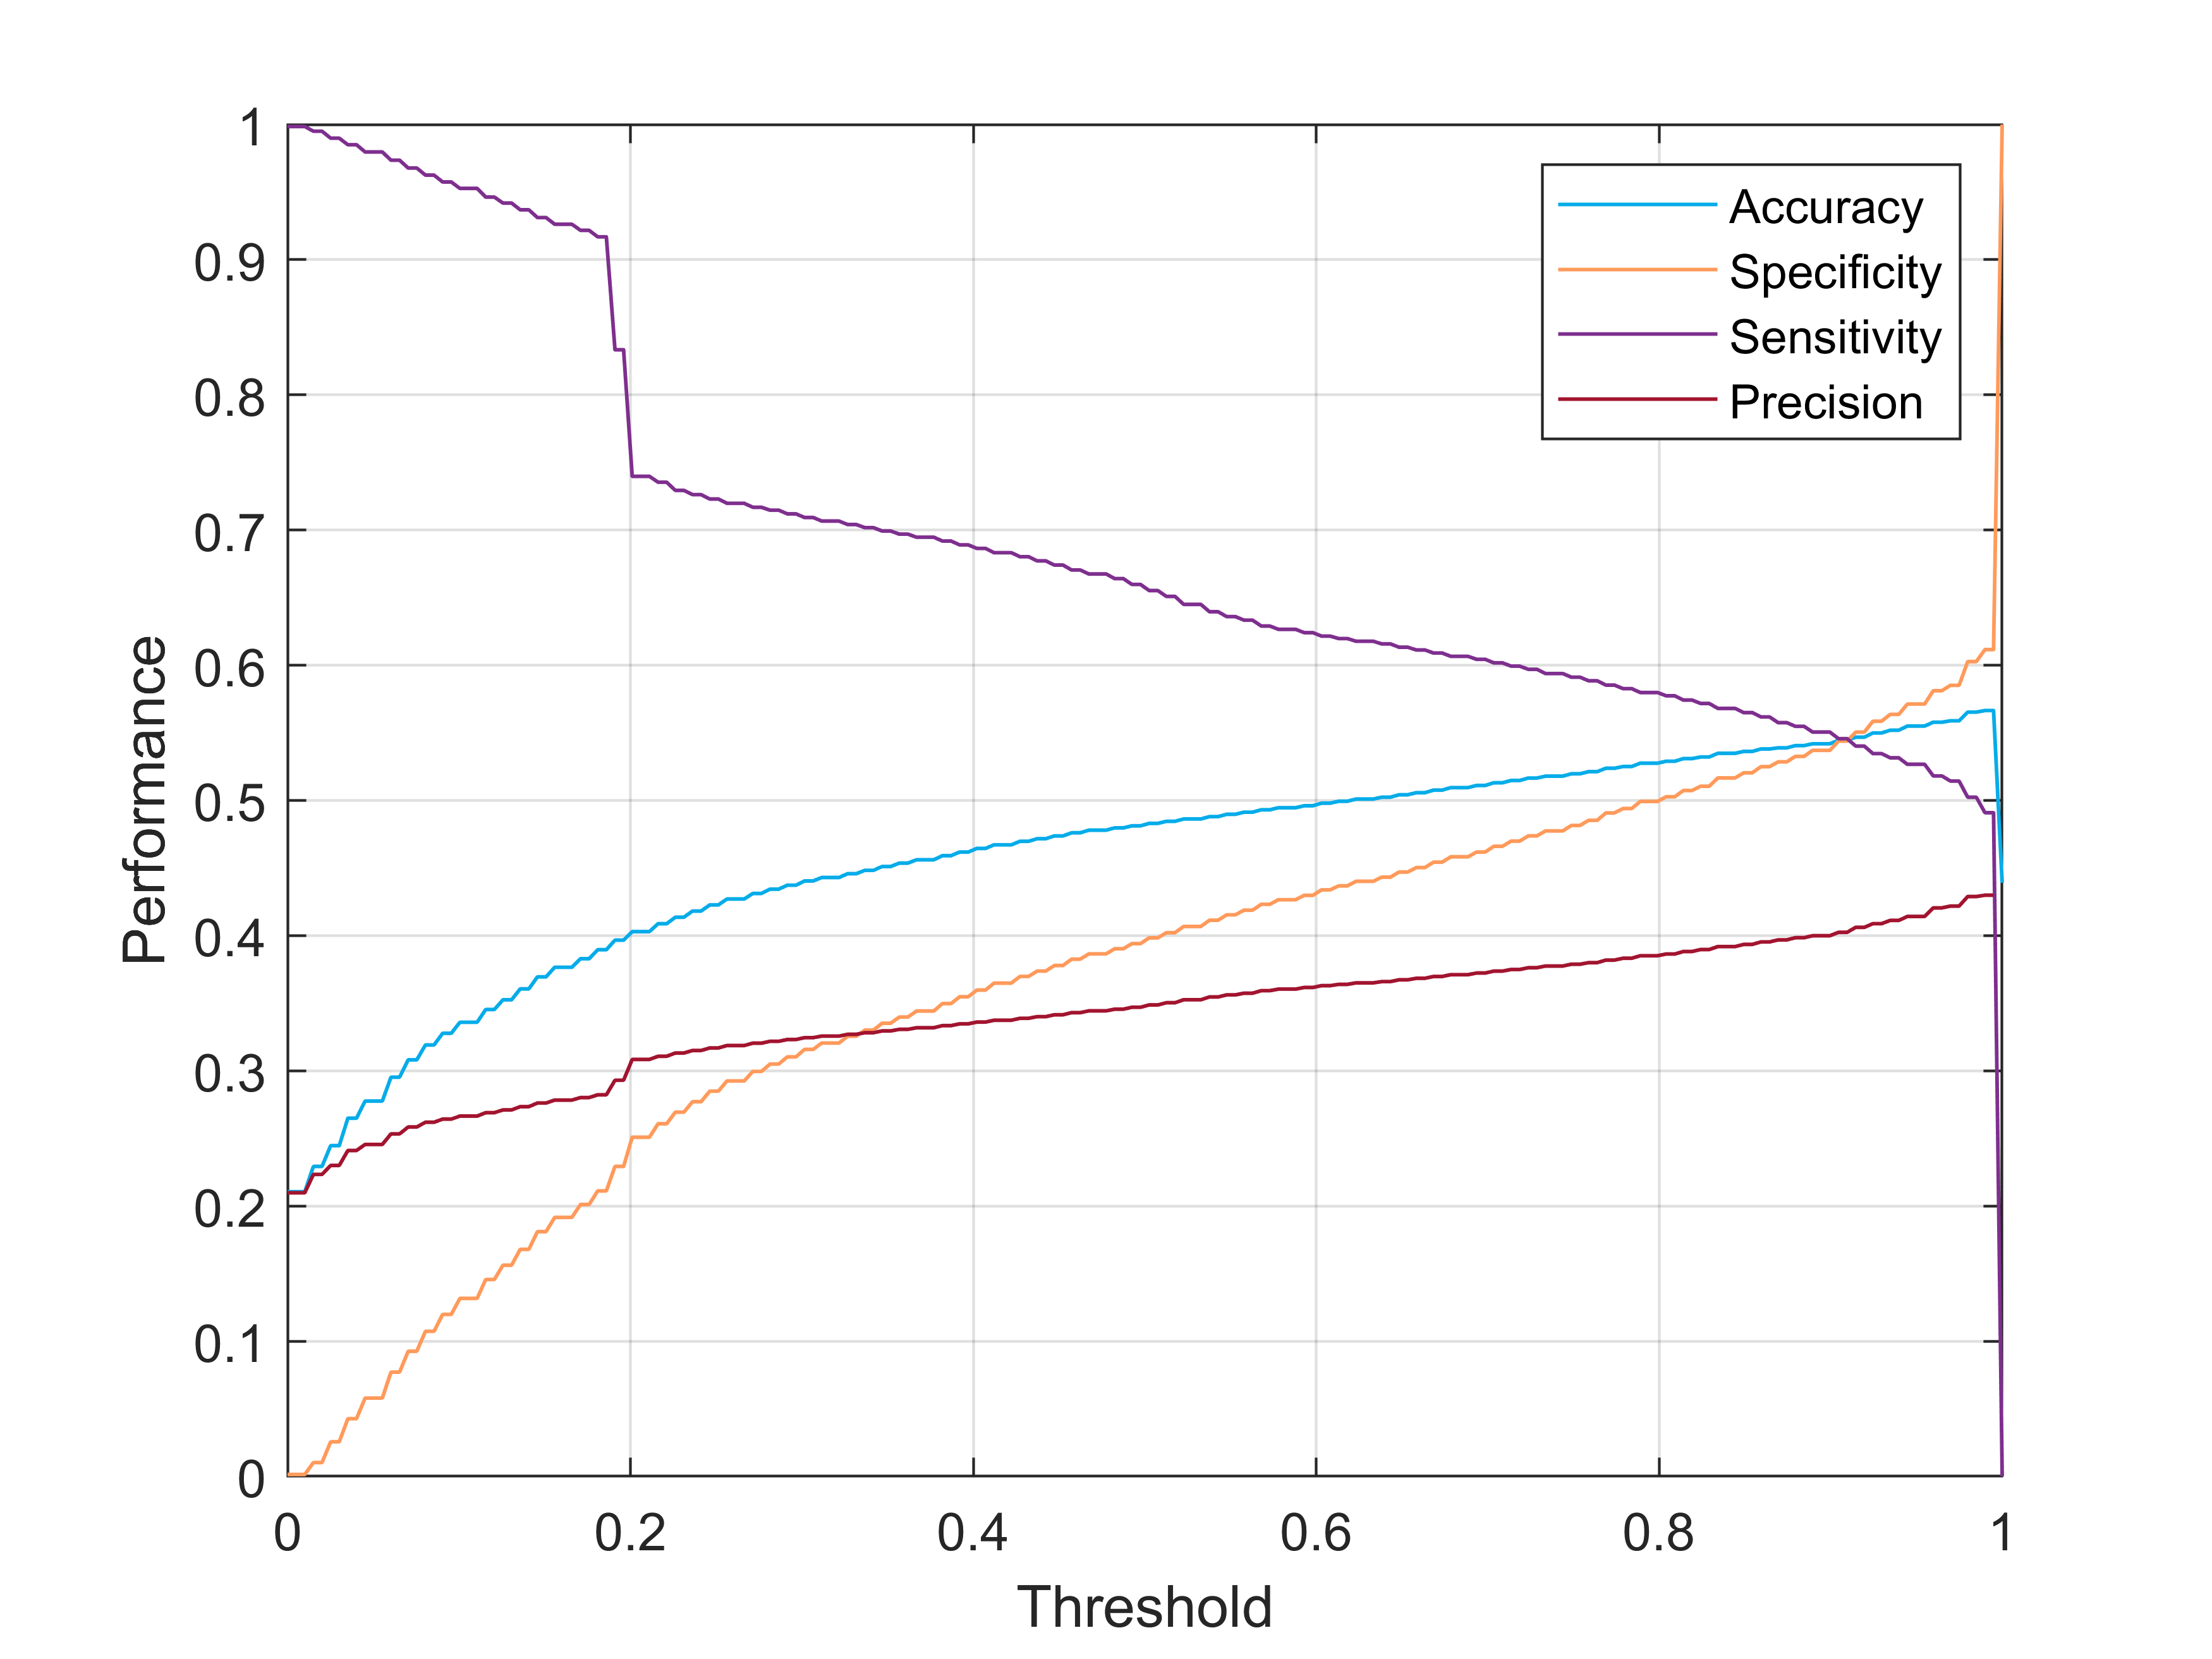 1
0.9
0.8
0.7
0.6
0.5
0.4
0.3
0.2
0.1
0
Performance
Accuracy
Specificity
Sensitivity
Precision
0 0.2 0.4 0.6 0.8 1
Threshold